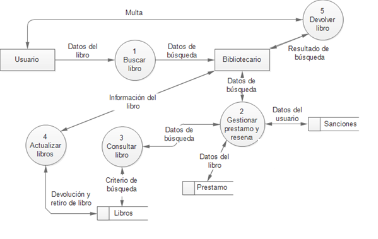 Multa
5
Devolver
libro
Usuario
Datos del
libro
1
Buscar
libro
Datos de
búsqueda
Bibliotecario
Resultado de
búsqueda
Información del
libro
Datos de
búsqueda
4
Actualizar
libros
3
Consultar
libro
Datos de
búsqueda
2
Gestionar
prestamo y
reserva
Datos del
usuario
Sanciones
Datos del
libro
Prestamo
Devolución y
retiro de libro
Criterio de
búsqueda
Libros